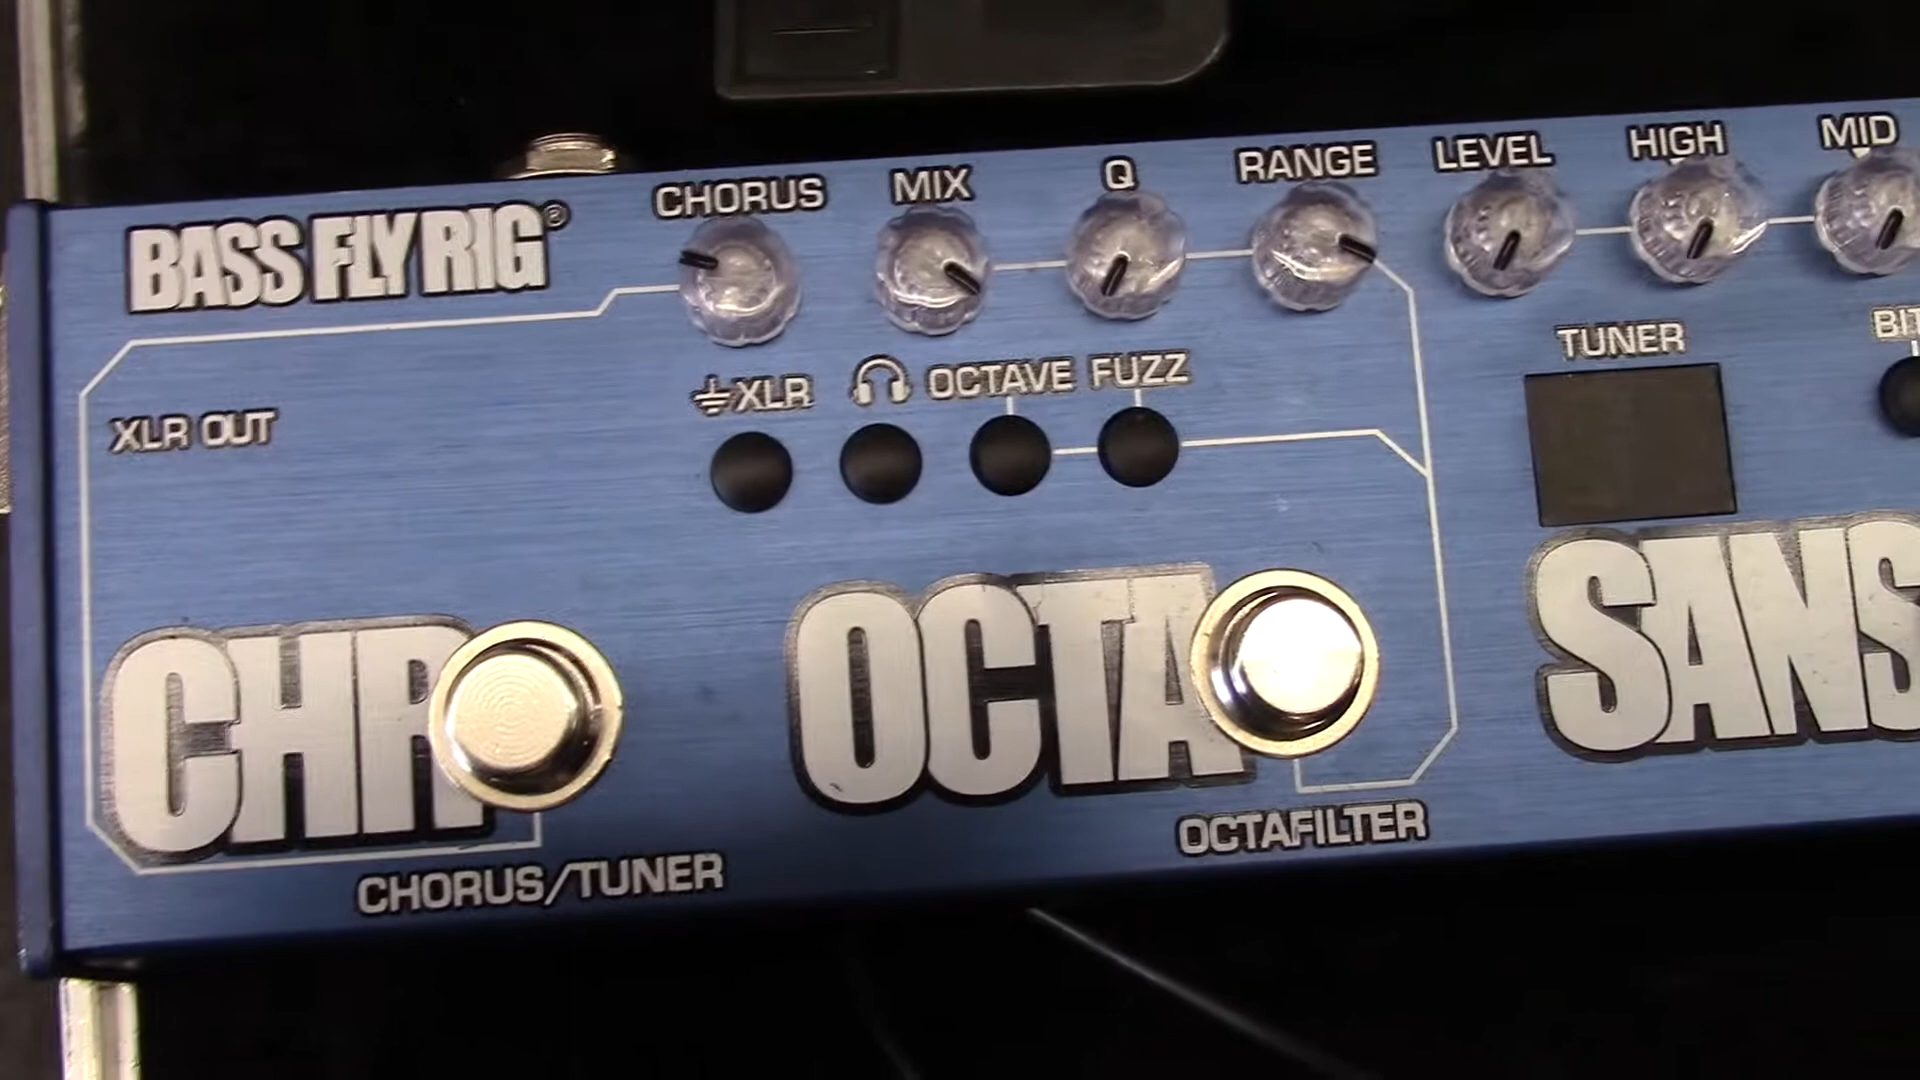 BASS FLY RIG®
CHORUS MIX Q RANGE LEVEL HIGH MID
XLR OCTAVE FUZZ
TUNER
XLR OUT
CHR OCTA SANS
CHORUS/TUNER
OCTAFILTER